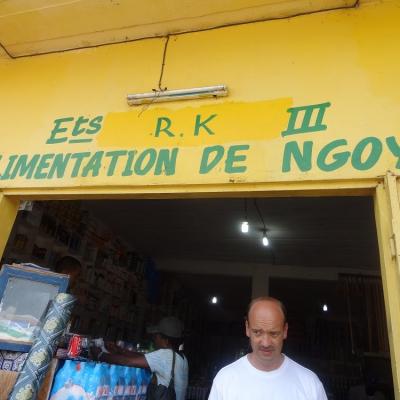 Ets R.K III
LIMENTATION DE NGOY